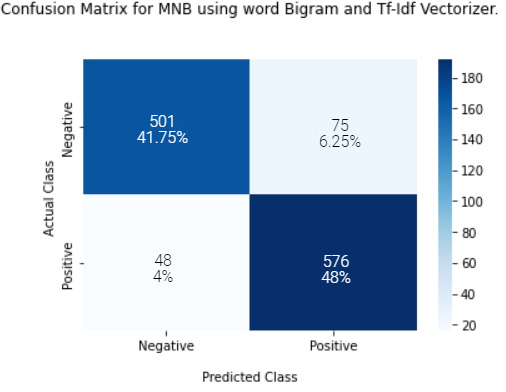 Confusion Matrix for MNB using word Bigram and Tf-Idf Vectorizer.
Actual Class
Negative
Positive
501
41.75%
75
6.25%
48
4%
576
48%
Negative
Positive
Predicted Class
180
160
140
120
100
80
60
40
20